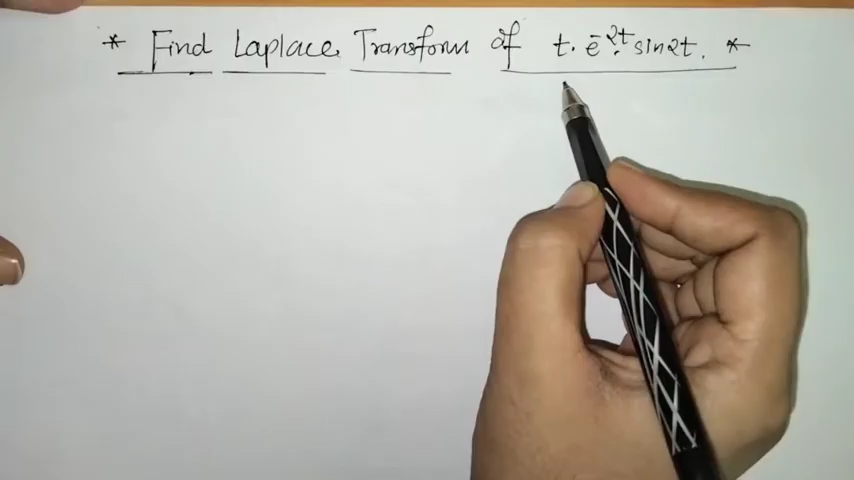 * Find Laplace Transform of t. e^-2t. sin2t. *